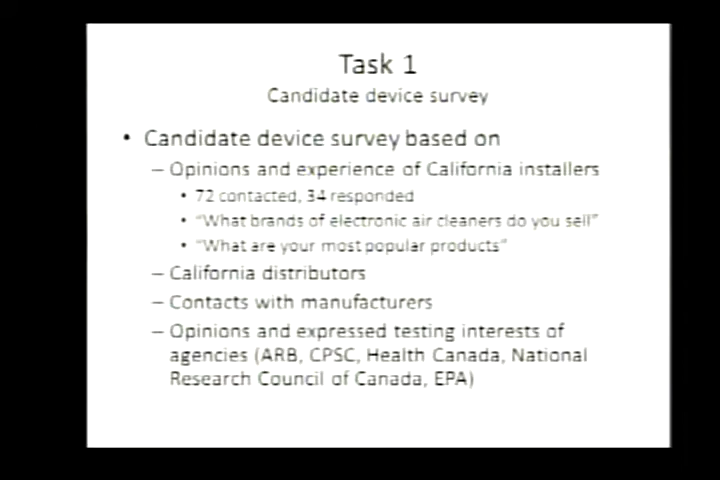 Task 1
Candidate device survey
• Candidate device survey based on
– Opinions and experience of California installers
• 72 contacted, 34 responded
• "What brands of electronic air cleaners do you sell"
• "What are your most popular products"
– California distributors
– Contacts with manufacturers
– Opinions and expressed testing interests of
agencies (ARB, CPSC, Health Canada, National
Research Council of Canada, EPA)